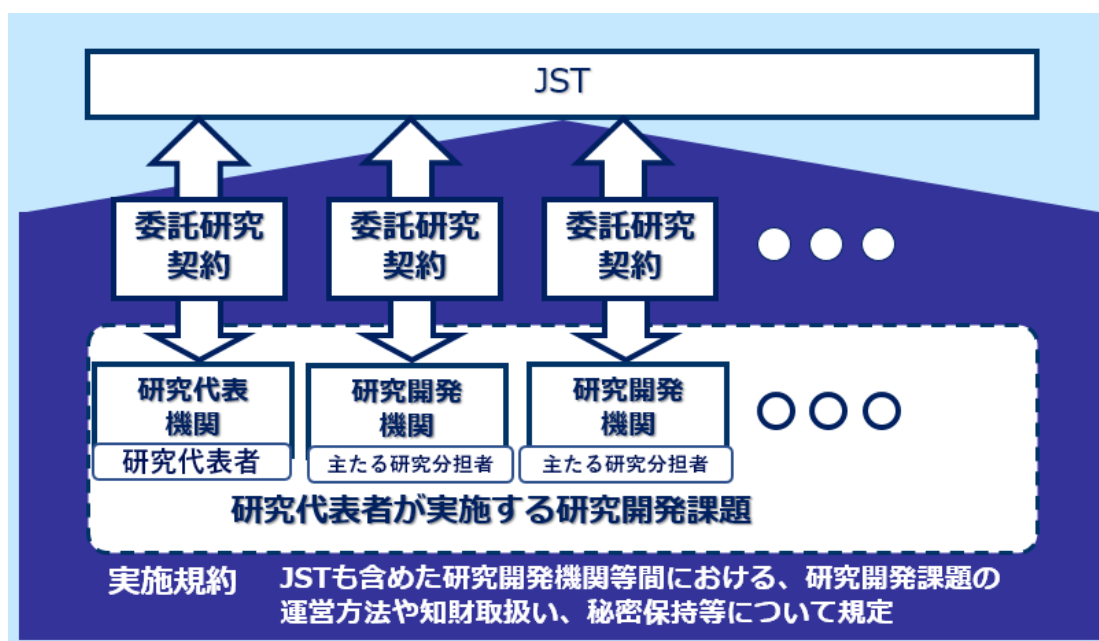 JST
委託研究
契約
委託研究
契約
委託研究
契約
研究代表
機関
研究代表者
研究開発
機関
主たる研究分担者
研究開発
機関
主たる研究分担者
研究代表者が実施する研究開発課題
実施規約
JSTも含めた研究開発機関等間における、研究開発課題の
運営方法や知財取扱い、秘密保持等について規定